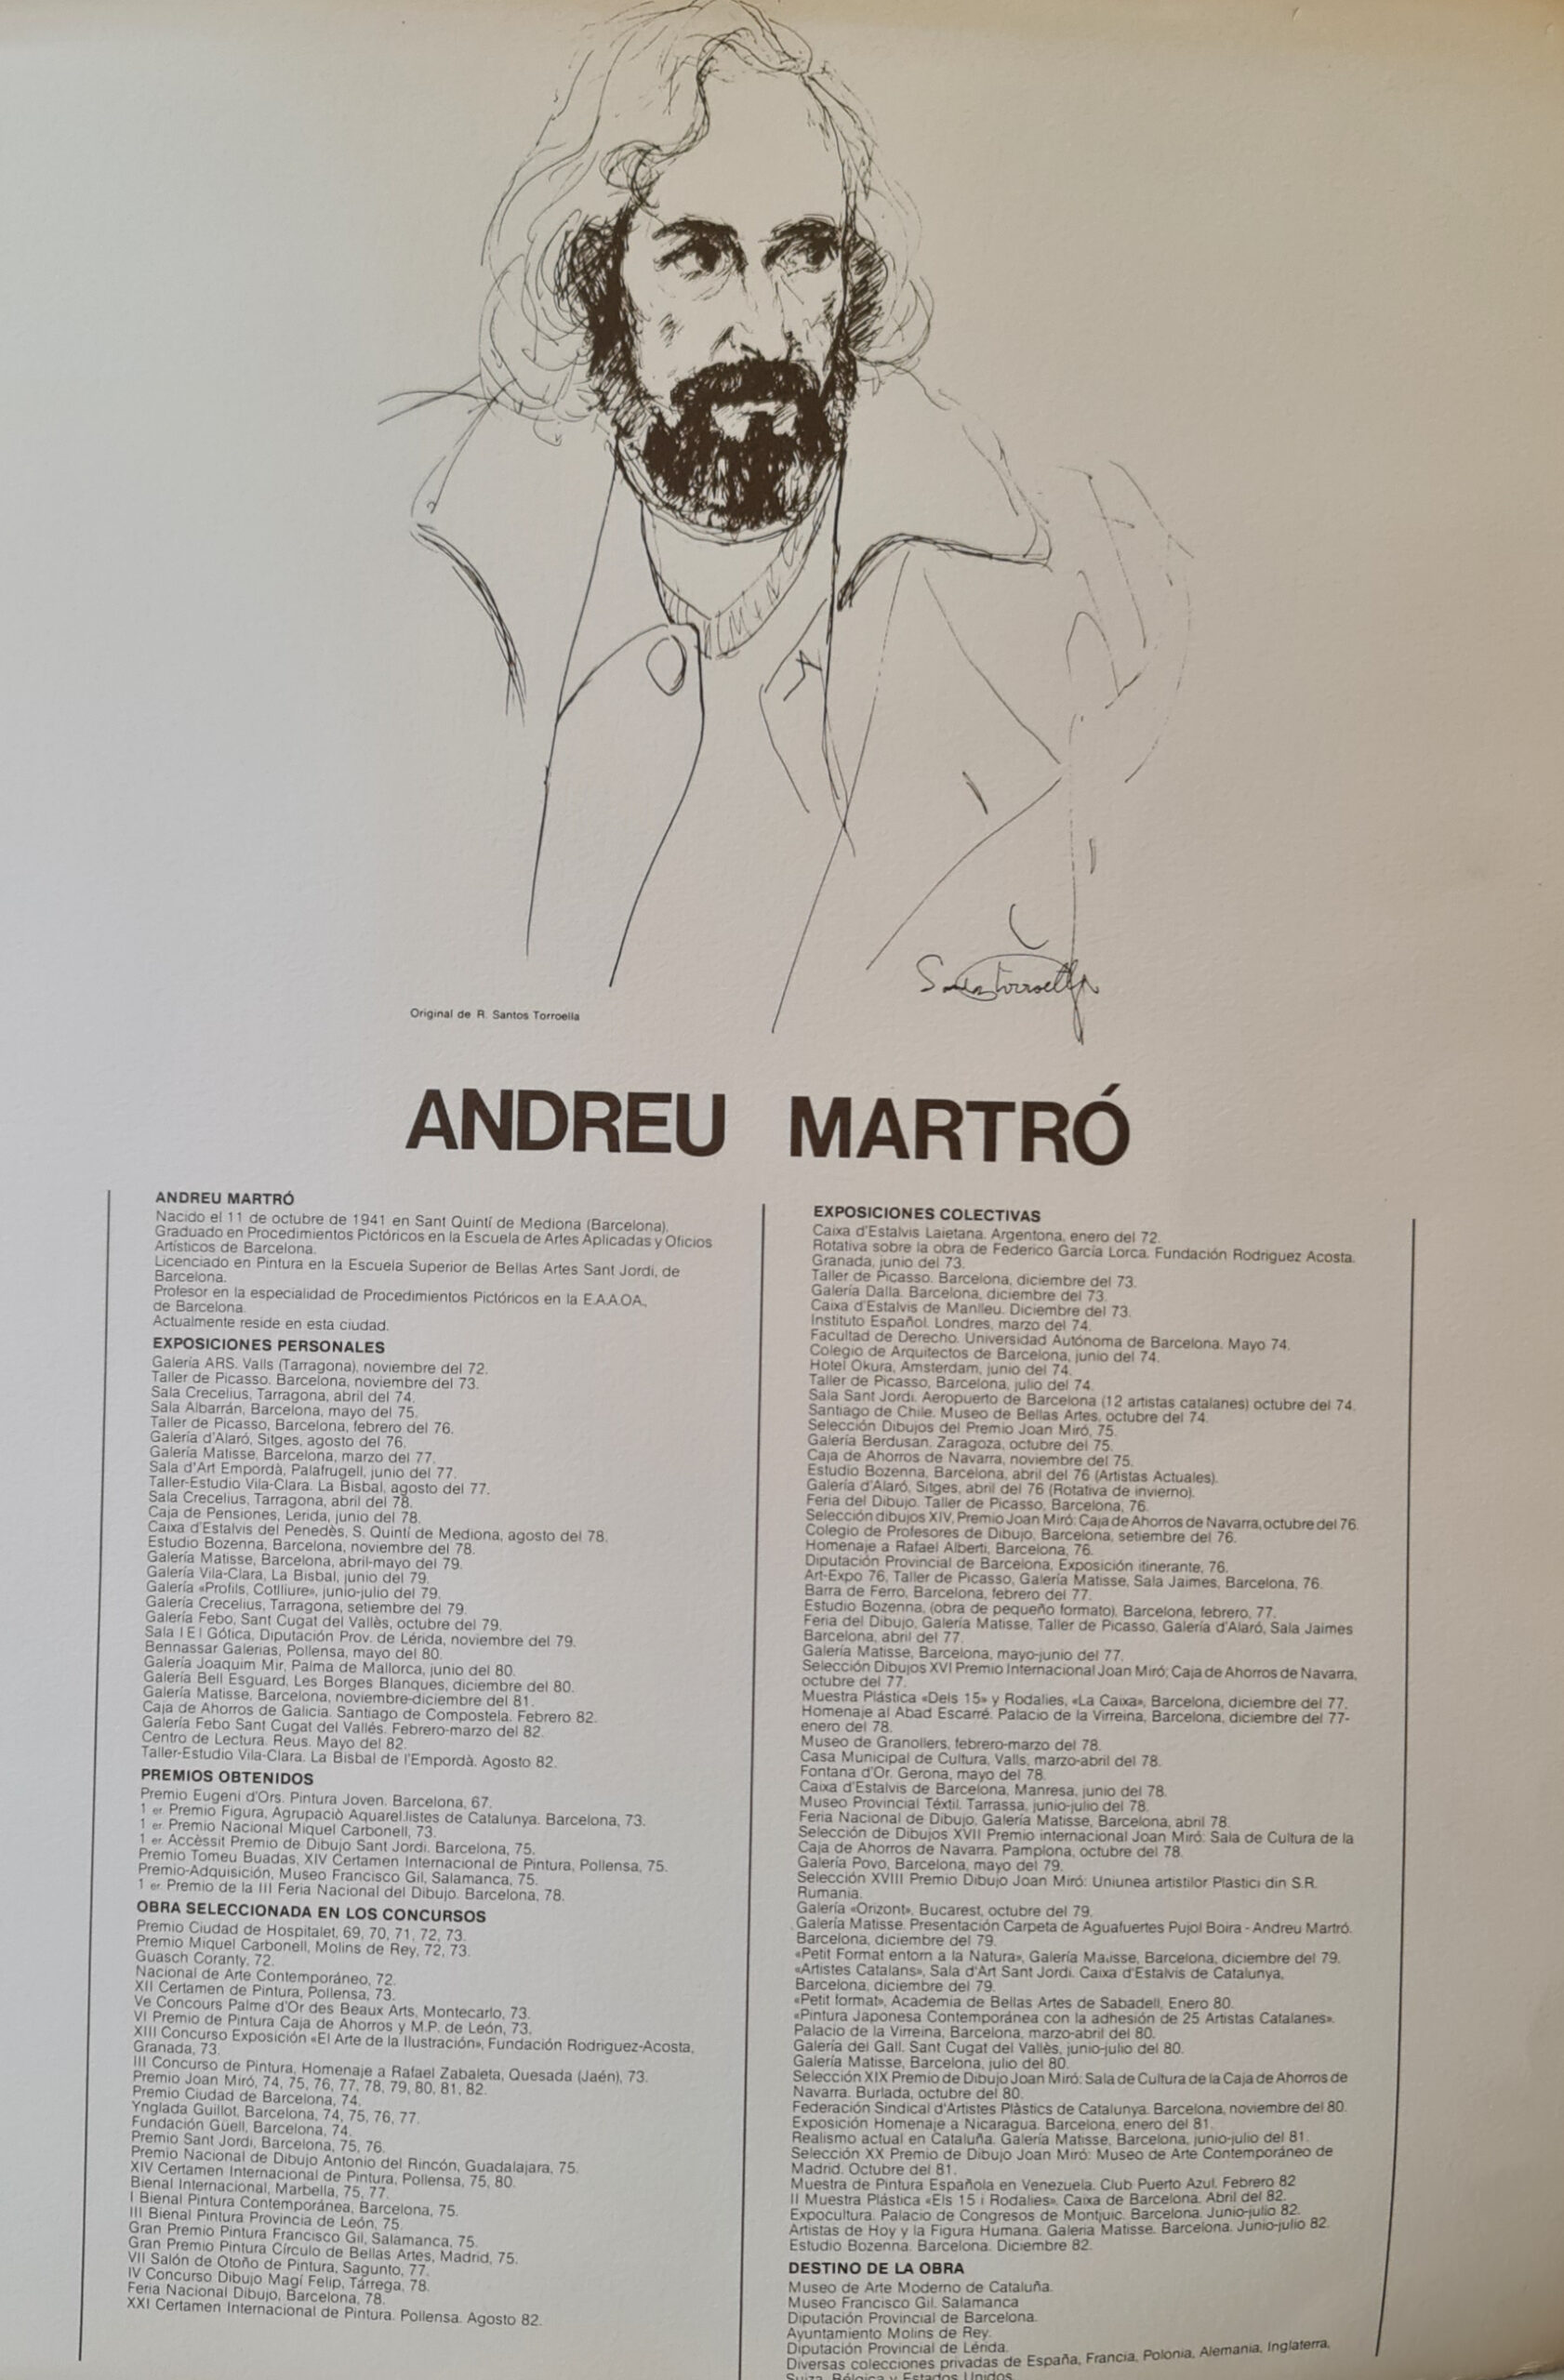 Santos Torroella
Original de R. Santos Torroella
ANDREU MARTRÓ
ANDREU MARTRÓ
Nacido el 11 de octubre de 1941 en Sant Quintí de Mediona (Barcelona).
Graduado en Procedimientos Pictóricos en la Escuela de Artes Aplicadas y Oficios
Artísticos de Barcelona.
Licenciado en Pintura en la Escuela Superior de Bellas Artes Sant Jordi, de
Barcelona.
Profesor en la especialidad de Procedimientos Pictóricos en la E.A.A.O.A.,
de Barcelona.
Actualmente reside en esta ciudad.
EXPOSICIONES PERSONALES
Galería ARS. Valls (Tarragona), noviembre del 72.
Taller de Picasso. Barcelona, noviembre del 73.
Sala Crecelius, Tarragona, abril del 74.
Sala Albarrán, Barcelona, mayo del 75.
Taller de Picasso, Barcelona, febrero del 76.
Galería d'Alaró, Sitges, agosto del 76.
Galería Matisse, Barcelona, marzo del 77.
Sala d'Art Empordà, Palafrugell, junio del 77.
Taller-Estudio Vila-Clara. La Bisbal, agosto del 77.
Sala Crecelius, Tarragona, abril del 78.
Caja de Pensiones, Lerida, junio del 78.
Caixa d'Estalvis del Penedès, S. Quintí de Mediona, agosto del 78.
Estudio Bozenna, Barcelona, noviembre del 78.
Galería Matisse, Barcelona, abril-mayo del 79.
Galería Vila-Clara, La Bisbal, junio del 79.
Galería «Profils, Cotlliure», junio-julio del 79.
Galería Crecelius, Tarragona, setiembre del 79.
Galería Febo, Sant Cugat del Vallès, octubre del 79.
Sala I E I Gótica, Diputación Prov. de Lérida, noviembre del 79.
Bennassar Galerias, Pollensa, mayo del 80.
Galería Joaquim Mir, Palma de Mallorca, junio del 80.
Galería Bell Esguard, Les Borges Blanques, diciembre del 80.
Galería Matisse, Barcelona, noviembre-diciembre del 81.
Caja de Ahorros de Galicia. Santiago de Compostela. Febrero 82.
Galería Febo Sant Cugat del Vallés. Febrero-marzo del 82.
Centro de Lectura. Reus. Mayo del 82.
Taller-Estudio Vila-Clara. La Bisbal de l'Empordà. Agosto 82.
PREMIOS OBTENIDOS
Premio Eugeni d'Ors. Pintura Joven. Barcelona, 67.
1 er. Premio Figura, Agrupaciò Aquarel.listes de Catalunya. Barcelona, 73.
1 er. Premio Nacional Miquel Carbonell, 73.
1 er. Accèssit Premio de Dibujo Sant Jordi. Barcelona, 75.
Premio Tomeu Buadas, XIV Certamen Internacional de Pintura, Pollensa, 75.
Premio-Adquisición, Museo Francisco Gil, Salamanca, 75.
1 er. Premio de la III Feria Nacional del Dibujo. Barcelona, 78.
OBRA SELECCIONADA EN LOS CONCURSOS
Premio Ciudad de Hospitalet, 69, 70, 71, 72, 73.
Premio Miquel Carbonell, Molins de Rey, 72, 73.
Guasch Coranty, 72.
Nacional de Arte Contemporáneo, 72.
XII Certamen de Pintura, Pollensa, 73.
Ve Concours Palme d'Or des Beaux Arts, Montecarlo, 73.
VI Premio de Pintura Caja de Ahorros y M.P. de León, 73.
XIII Concurso Exposición «El Arte de la Ilustración», Fundación Rodriguez-Acosta,
Granada, 73.
III Concurso de Pintura, Homenaje a Rafael Zabaleta, Quesada (Jaén), 73.
Premio Joan Miró, 74, 75, 76, 77, 78, 79, 80, 81, 82.
Premio Ciudad de Barcelona, 74.
Ynglada Guillot, Barcelona, 74, 75, 76, 77.
Fundación Güell, Barcelona, 74.
Premio Sant Jordi, Barcelona, 75, 76.
Premio Nacional de Dibujo Antonio del Rincón, Guadalajara, 75.
XIV Certamen Internacional de Pintura, Pollensa, 75, 80.
Bienal Internacional, Marbella, 75, 77.
I Bienal Pintura Contemporánea, Barcelona, 75.
III Bienal Pintura Provincia de León, 75.
Gran Premio Pintura Francisco Gil, Salamanca, 75.
Gran Premio Pintura Círculo de Bellas Artes, Madrid, 75.
VII Salón de Otoño de Pintura, Sagunto, 77.
IV Concurso Dibujo Magí Felip, Tárrega, 78.
Feria Nacional Dibujo, Barcelona, 78.
XXI Certamen Internacional de Pintura. Pollensa. Agosto 82.
EXPOSICIONES COLECTIVAS
Caixa d'Estalvis Laietana. Argentona, enero del 72.
Rotativa sobre la obra de Federico García Lorca. Fundación Rodriguez Acosta.
Granada, junio del 73.
Taller de Picasso. Barcelona, diciembre del 73.
Galería Dalla. Barcelona, diciembre del 73.
Caixa d'Estalvis de Manlleu. Diciembre del 73.
Instituto Español. Londres, marzo del 74.
Facultad de Derecho. Universidad Autónoma de Barcelona. Mayo 74.
Colegio de Arquitectos de Barcelona, junio del 74.
Hotel Okura, Amsterdam, junio del 74.
Taller de Picasso, Barcelona, julio del 74.
Sala Sant Jordi. Aeropuerto de Barcelona (12 artistas catalanes) octubre del 74.
Santiago de Chile. Museo de Bellas Artes, octubre del 74.
Selección Dibujos del Premio Joan Miró, 75.
Galería Berdusan. Zaragoza, octubre del 75.
Caja de Ahorros de Navarra, noviembre del 75.
Estudio Bozenna, Barcelona, abril del 76 (Artistas Actuales).
Galería d'Alaró, Sitges, abril del 76 (Rotativa de invierno).
Feria del Dibujo. Taller de Picasso, Barcelona, 76.
Selección dibujos XIV, Premio Joan Miró: Caja de Ahorros de Navarra, octubre del 76.
Colegio de Profesores de Dibujo, Barcelona, setiembre del 76.
Homenaje a Rafael Alberti, Barcelona, 76.
Diputación Provincial de Barcelona, Exposición itinerante, 76.
Art-Expo 76, Taller de Picasso, Galería Matisse, Sala Jaimes, Barcelona, 76.
Barra de Ferro, Barcelona, febrero del 77.
Estudio Bozenna, (obra de pequeño formato), Barcelona, febrero, 77.
Feria del Dibujo, Galería Matisse, Taller de Picasso, Galería d'Alaró, Sala Jaimes
Barcelona, abril del 77.
Galería Matisse, Barcelona, mayo-junio del 77.
Selección Dibujos XVI Premio Internacional Joan Miró; Caja de Ahorros de Navarra,
octubre del 77.
Muestra Plástica «Dels 15» y Rodalies, «La Caixa», Barcelona, diciembre del 77.
Homenaje al Abad Escarré. Palacio de la Virreina, Barcelona, diciembre del 77-
enero del 78.
Museo de Granollers, febrero-marzo del 78.
Casa Municipal de Cultura, Valls, marzo-abril del 78.
Fontana d'Or. Gerona, mayo del 78.
Caixa d'Estalvis de Barcelona, Manresa, junio del 78.
Museo Provincial Téxtil. Tarrassa, junio-julio del 78.
Feria Nacional de Dibujo, Galería Matisse, Barcelona, abril 78.
Selección de Dibujos XVII Premio internacional Joan Miró: Sala de Cultura de la
Caja de Ahorros de Navarra. Pamplona, octubre del 78.
Galería Povo, Barcelona, mayo del 79.
Selección XVIII Premio Dibujo Joan Miró: Uniunea artistilor Plastici din S.R.
Rumania.
Galería «Orizont», Bucarest, octubre del 79.
Galería Matisse. Presentación Carpeta de Aguafuertes Pujol Boira - Andreu Martró.
Barcelona, diciembre del 79.
«Petit Format entorn a la Natura», Galería Matisse, Barcelona, diciembre del 79.
«Artistes Catalans», Sala d'Art Sant Jordi. Caixa d'Estalvis de Catalunya,
Barcelona, diciembre del 79.
«Petit format», Academia de Bellas Artes de Sabadell, Enero 80.
«Pintura Japonesa Contemporánea con la adhesión de 25 Artistas Catalanes».
Palacio de la Virreina, Barcelona, marzo-abril del 80.
Galería del Gall. Sant Cugat del Vallès, junio-julio del 80.
Galería Matisse, Barcelona, julio del 80.
Selección XIX Premio de Dibujo Joan Miró: Sala de Cultura de la Caja de Ahorros de
Navarra. Burlada, octubre del 80.
Federación Sindical d'Artistes Plàstics de Catalunya. Barcelona, noviembre del 80.
Exposición Homenaje a Nicaragua. Barcelona, enero del 81.
Realismo actual en Cataluña. Galería Matisse, Barcelona, junio-julio del 81.
Selección XX Premio de Dibujo Joan Miró: Museo de Arte Contemporáneo de
Madrid. Octubre del 81.
Muestra de Pintura Española en Venezuela. Club Puerto Azul. Febrero 82
II Muestra Plástica «Els 15 i Rodalies». Caixa de Barcelona. Abril del 82.
Expocultura. Palacio de Congresos de Montjuic. Barcelona. Junio-julio 82.
Artistas de Hoy y la Figura Humana. Galeria Matisse. Barcelona. Junio-julio 82.
Estudio Bozenna. Barcelona. Diciembre 82.
DESTINO DE LA OBRA
Museo de Arte Moderno de Cataluña.
Museo Francisco Gil. Salamanca
Diputación Provincial de Barcelona.
Ayuntamiento Molins de Rey.
Diputación Provincial de Lérida.
Diversas colecciones privadas de España, Francia, Polonia, Alemania, Inglaterra,
Suiza, Bélgica y Estados Unidos.